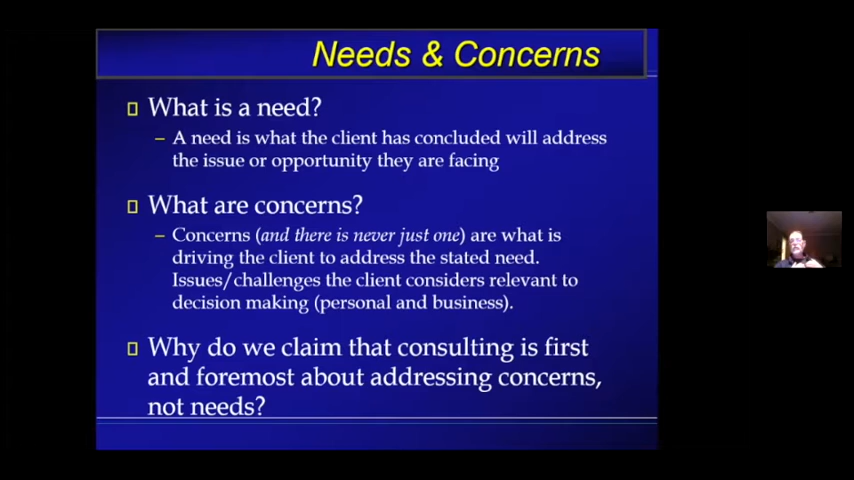 Needs & Concerns
What is a need?
– A need is what the client has concluded will address
the issue or opportunity they are facing
What are concerns?
– Concerns (and there is never just one) are what is
driving the client to address the stated need.
Issues/challenges the client considers relevant to
decision making (personal and business).
Why do we claim that consulting is first
and foremost about addressing concerns,
not needs?